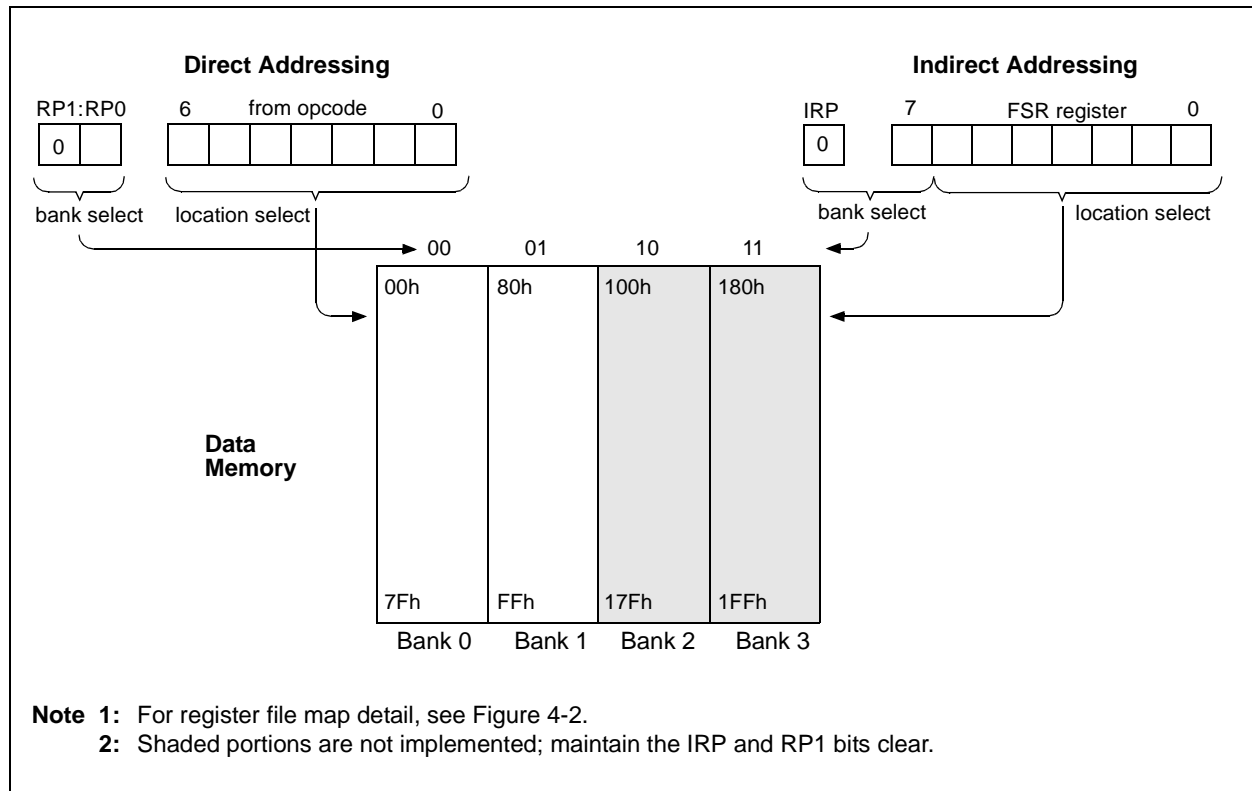 Direct Addressing
Indirect Addressing
RP1:RP0
6 from opcode 0
IRP
7 FSR register 0
0
0
bank select
location select
bank select
location select
00 01 10 11
00h 80h 100h 180h
Data
Memory
7Fh FFh 17Fh 1FFh
Bank 0 Bank 1 Bank 2 Bank 3
Note 1: For register file map detail, see Figure 4-2.
2: Shaded portions are not implemented; maintain the IRP and RP1 bits clear.